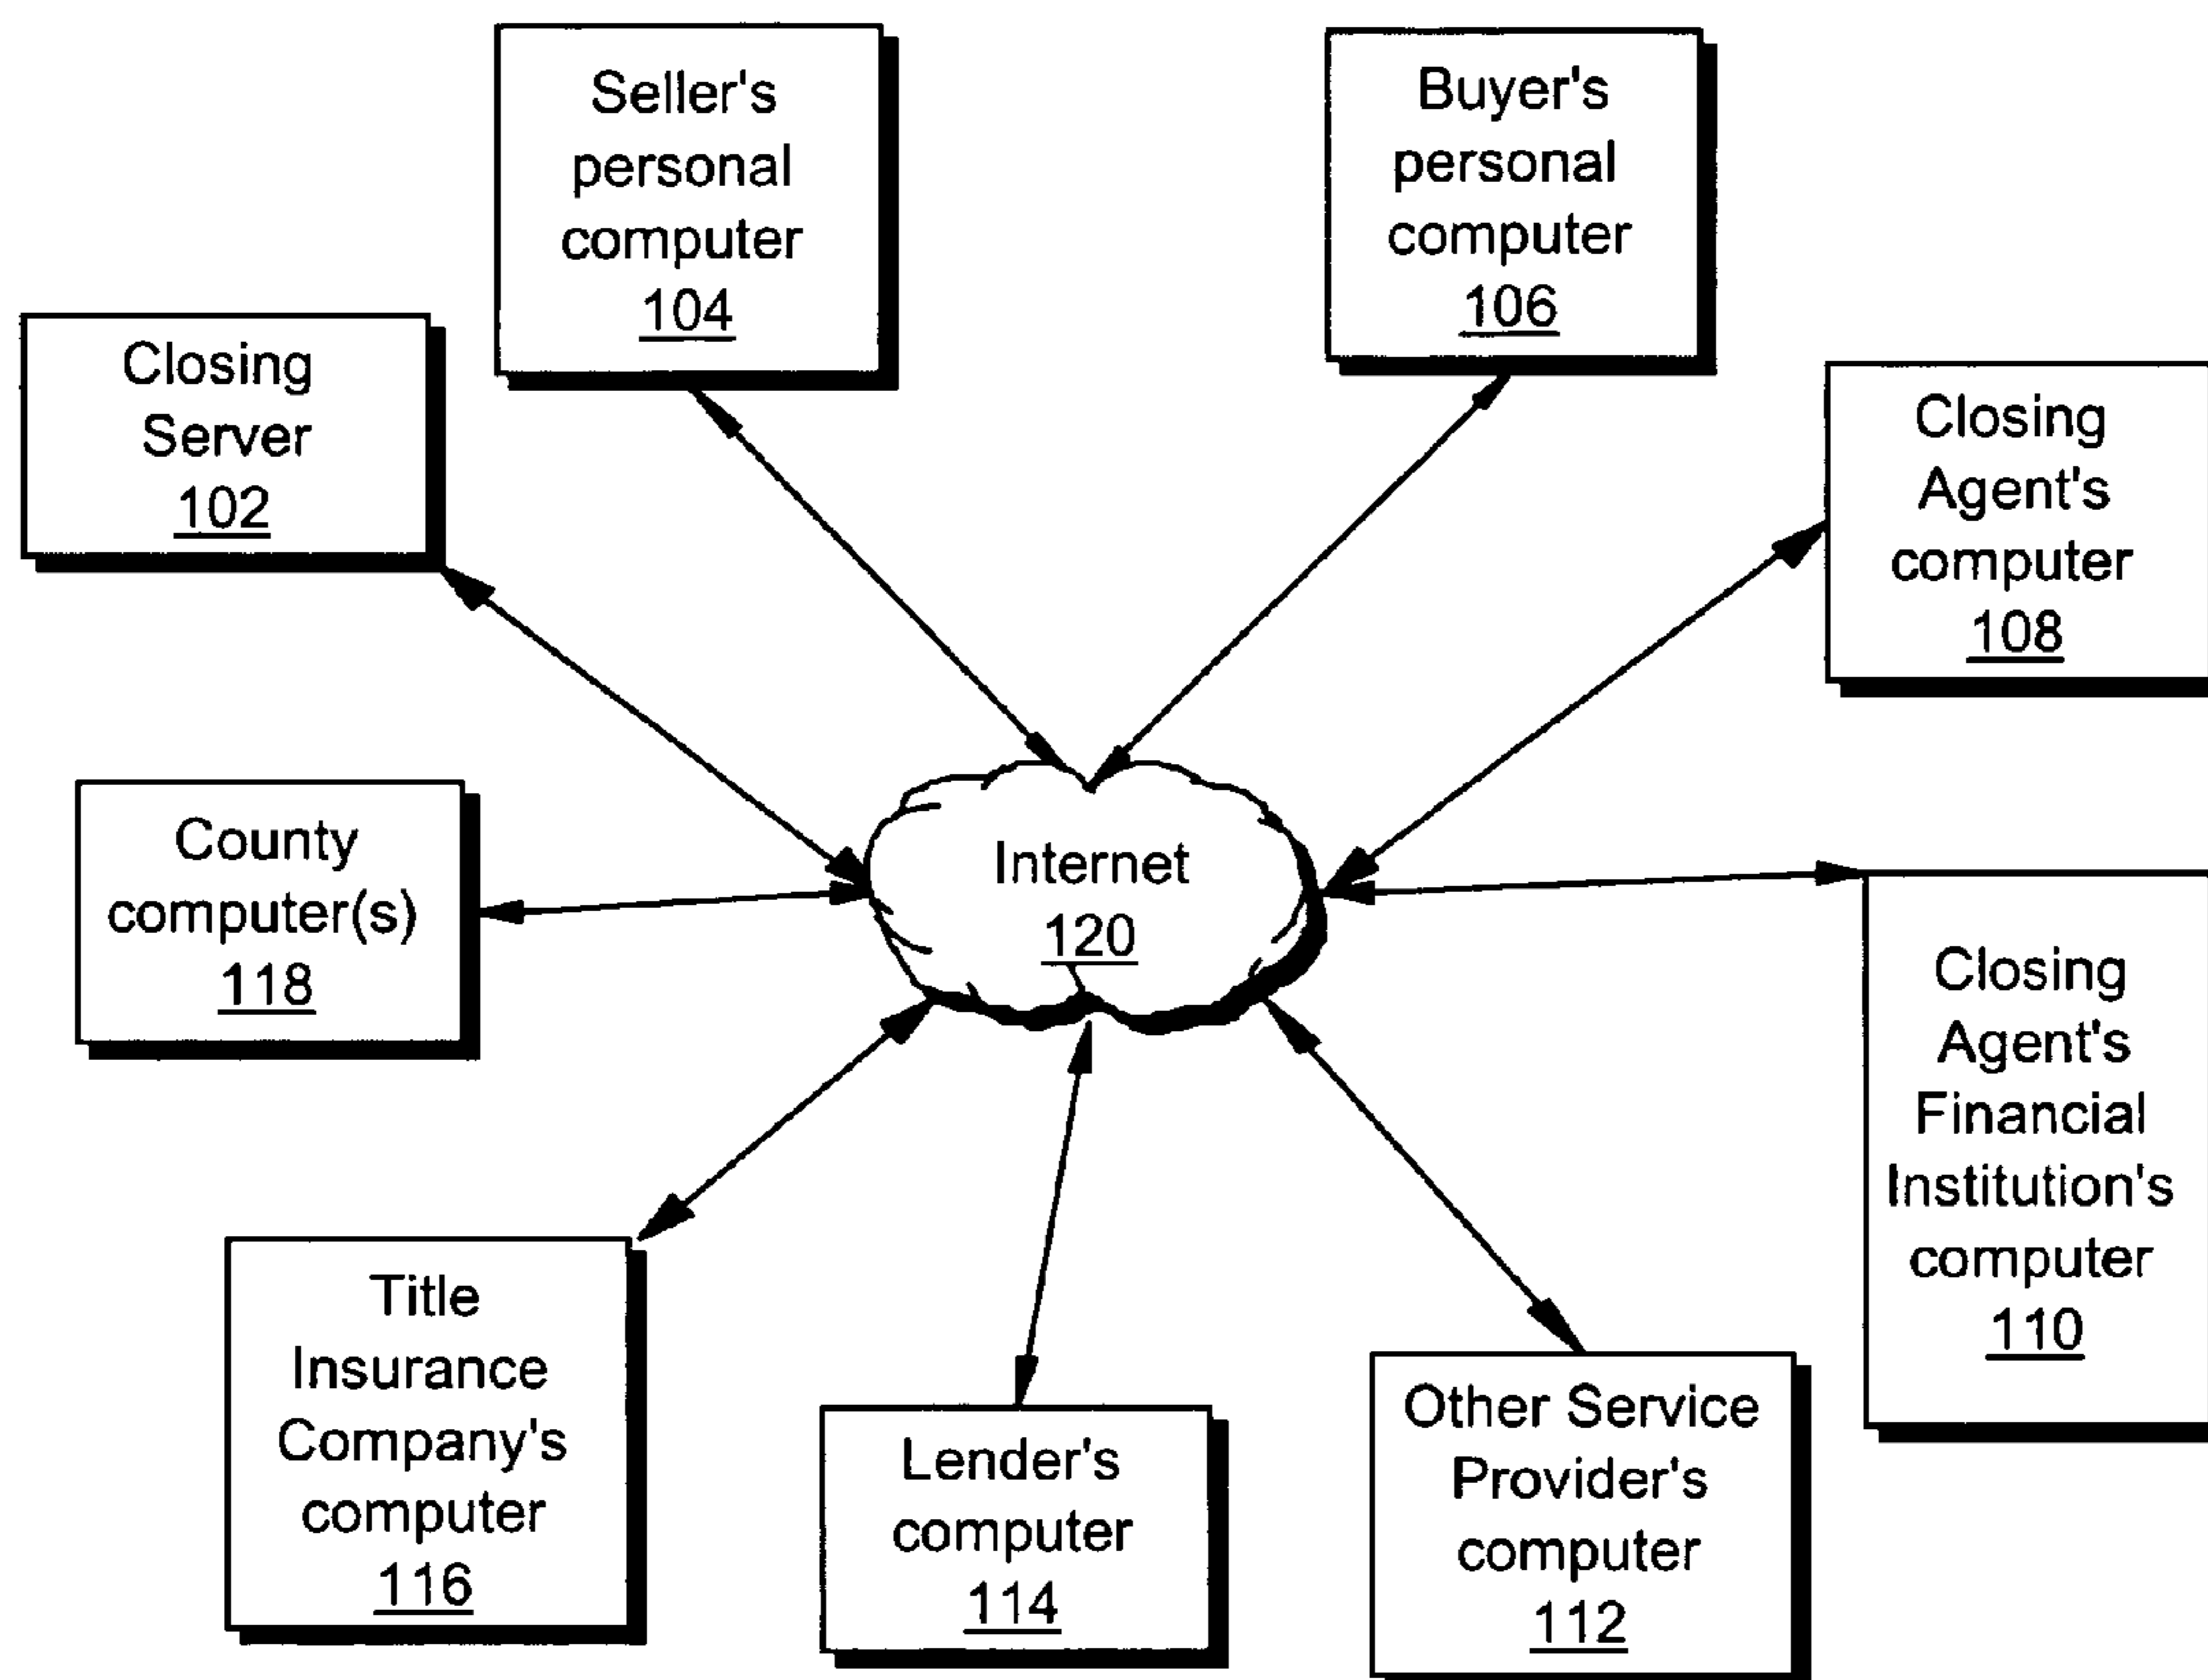 Seller's
personal
computer
104
Buyer's
personal
computer
106
Closing
Server
102
Closing
Agent's
computer
108
County
computer(s)
118
Internet
120
Closing
Agent's
Financial
Institution's
computer
110
Title
Insurance
Company's
computer
116
Lender's
computer
114
Other Service
Provider's
computer
112